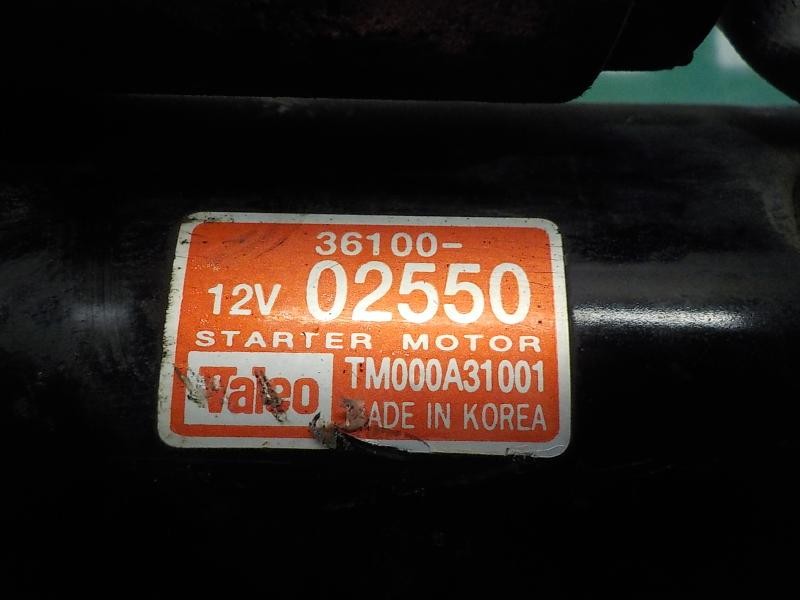 36100-
12V 02550
STARTER MOTOR
Valeo TM000A31001
MADE IN KOREA